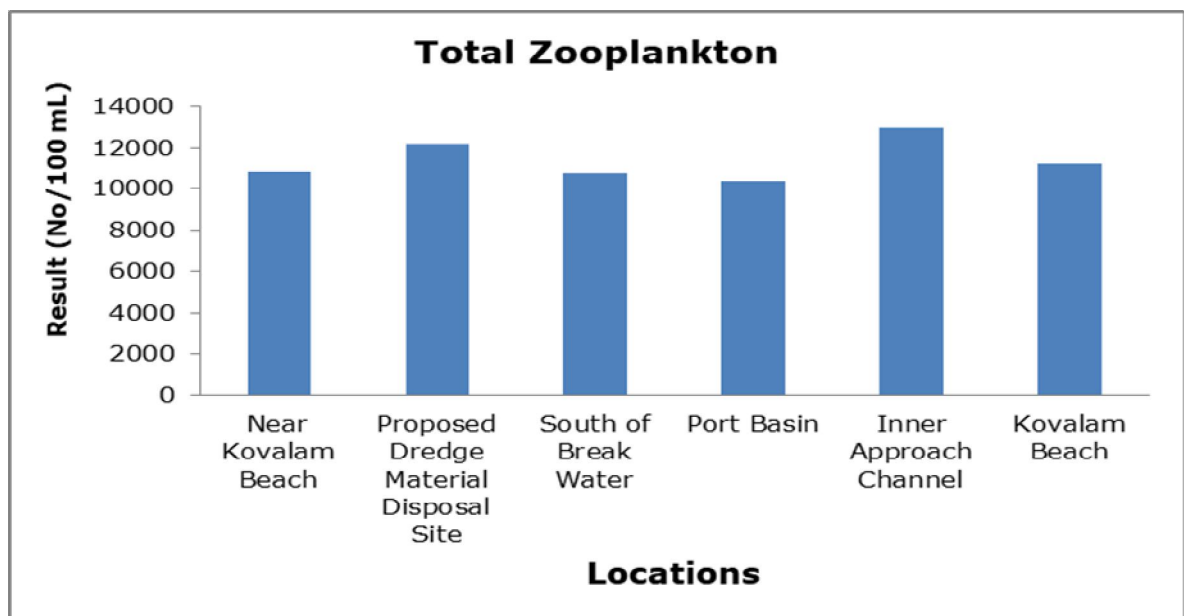 Total Zooplankton
Result (No/100 mL)
14000
12000
10000
8000
6000
4000
2000
0
Near
Kovalam
Beach
Proposed
Dredge
Material
Disposal
Site
South of
Break
Water
Port Basin
Inner
Approach
Channel
Kovalam
Beach
Locations